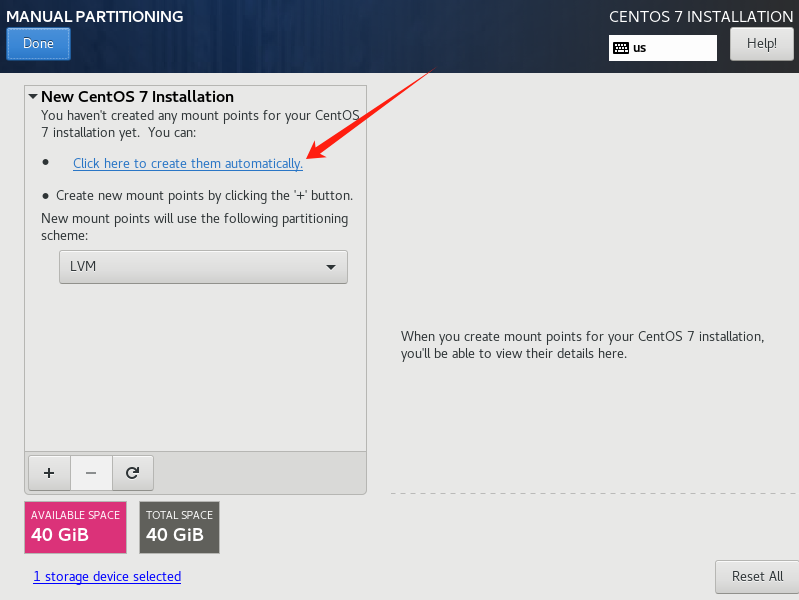 MANUAL PARTITIONING
CENTOS 7 INSTALLATION
Done
us
Help!
New CentOS 7 Installation
You haven't created any mount points for your CentOS
7 installation yet. You can:
• Click here to create them automatically.
• Create new mount points by clicking the '+' button.
New mount points will use the following partitioning
scheme:
LVM
When you create mount points for your CentOS 7 installation,
you'll be able to view their details here.
+ −
AVAILABLE SPACE
40 GiB
TOTAL SPACE
40 GiB
1 storage device selected
Reset All